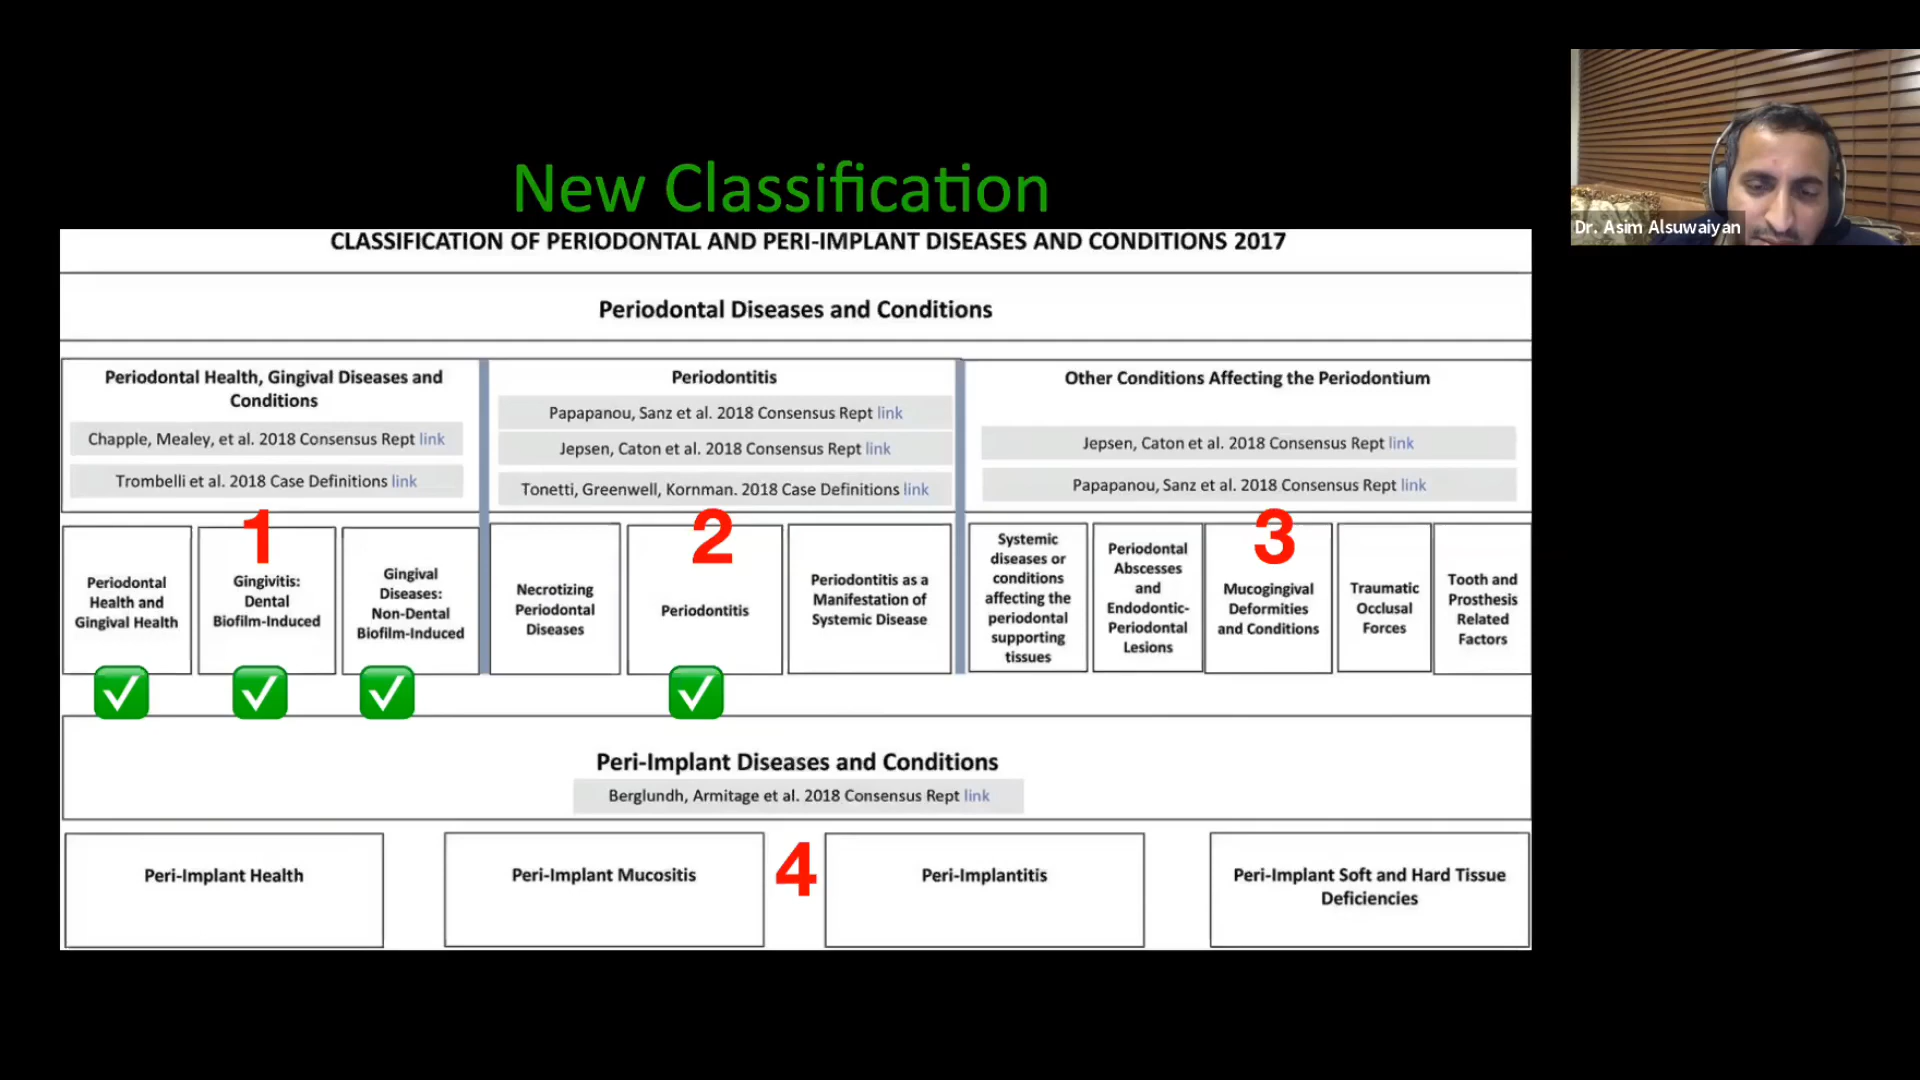 New Classification
Dr. Asim Alsuwaiyan
CLASSIFICATION OF PERIODONTAL AND PERI-IMPLANT DISEASES AND CONDITIONS 2017
Periodontal Diseases and Conditions
Periodontal Health, Gingival Diseases and
Conditions
Chapple, Mealey, et al. 2018 Consensus Rept link
Trombelli et al. 2018 Case Definitions link
Periodontitis
Papapanou, Sanz et al. 2018 Consensus Rept link
Jepsen, Caton et al. 2018 Consensus Rept link
Tonetti, Greenwell, Kornman. 2018 Case Definitions link
Other Conditions Affecting the Periodontium
Jepsen, Caton et al. 2018 Consensus Rept link
Papapanou, Sanz et al. 2018 Consensus Rept link
1
2
3
Periodontal
Health and
Gingival Health
Gingivitis:
Dental
Biofilm-Induced
Gingival
Diseases:
Non-Dental
Biofilm-Induced
Necrotizing
Periodontal
Diseases
Periodontitis
Periodontitis as a
Manifestation of
Systemic Disease
Systemic
diseases or
conditions
affecting the
periodontal
supporting
tissues
Periodontal
Abscesses
and
Endodontic-
Periodontal
Lesions
Mucogingival
Deformities
and Conditions
Traumatic
Occlusal
Forces
Tooth and
Prosthesis
Related
Factors
Peri-Implant Diseases and Conditions
Berglundh, Armitage et al. 2018 Consensus Rept link
Peri-Implant Health
Peri-Implant Mucositis
4
Peri-Implantitis
Peri-Implant Soft and Hard Tissue
Deficiencies